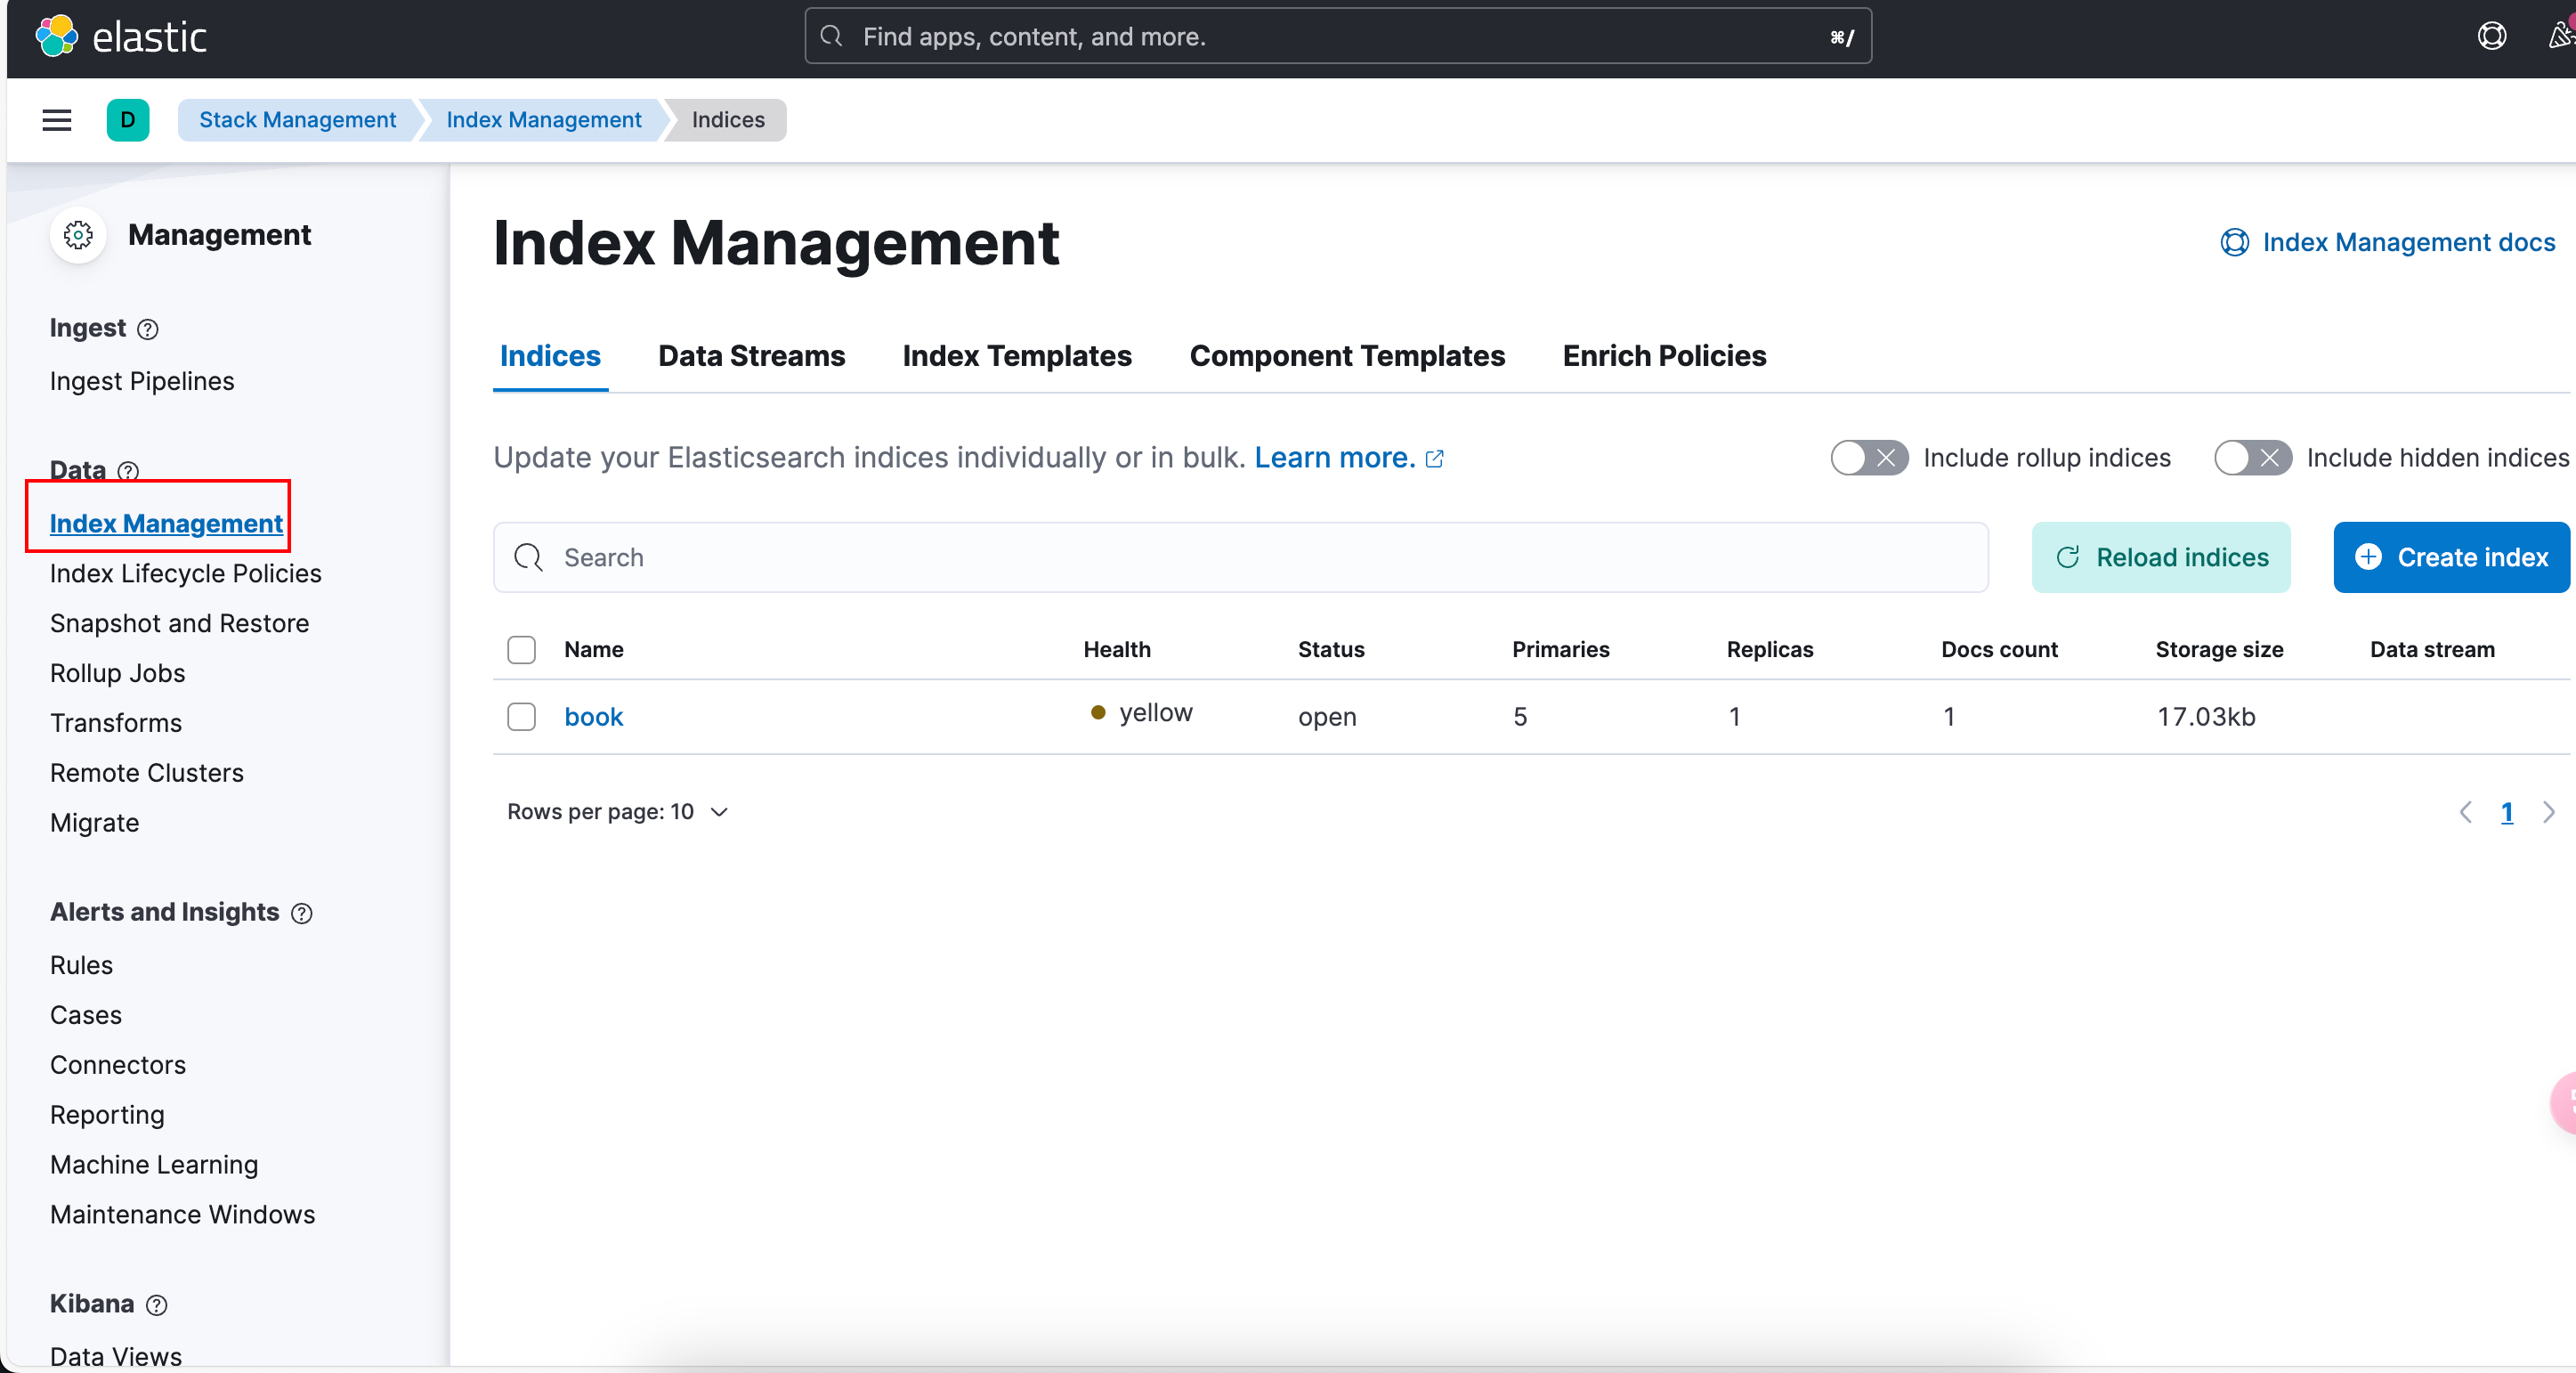 elastic
Find apps, content, and more.
⌘/
D
Stack Management
Index Management
Indices
Management
Ingest
Ingest Pipelines
Data
Index Management
Index Lifecycle Policies
Snapshot and Restore
Rollup Jobs
Transforms
Remote Clusters
Migrate
Alerts and Insights
Rules
Cases
Connectors
Reporting
Machine Learning
Maintenance Windows
Kibana
Data Views
Index Management
Index Management docs
Indices Data Streams Index Templates Component Templates Enrich Policies
Update your Elasticsearch indices individually or in bulk. Learn more.
Include rollup indices
Include hidden indices
Search
Reload indices
Create index
Name Health Status Primaries Replicas Docs count Storage size Data stream
book yellow open 5 1 1 17.03kb
Rows per page: 10
1